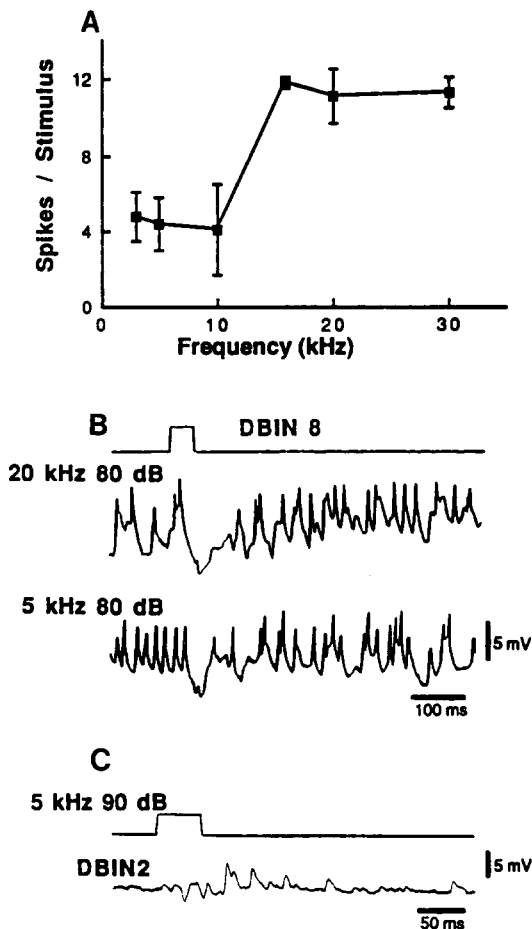 A
Spikes / Stimulus
12
8
4
0
0 10 20 30
Frequency (kHz)
B
DBIN 8
20 kHz 80 dB
5 kHz 80 dB
5 mV
100 ms
C
5 kHz 90 dB
DBIN2
5 mV
50 ms